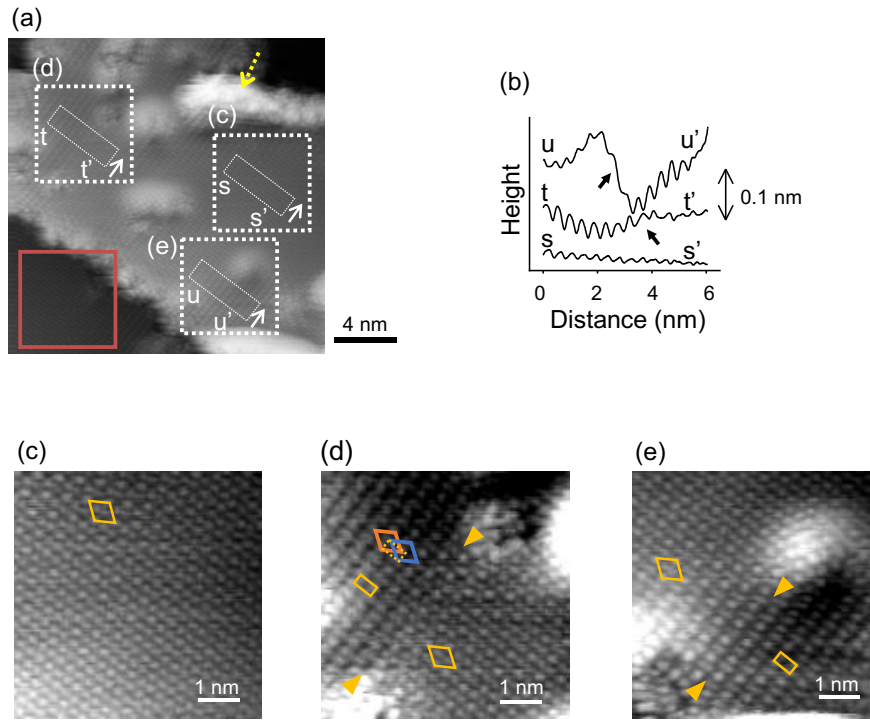 (a)
(d)
t
t'
(c)
s
s'
(e)
u
u'
4 nm
(b)
Height
u
u'
t
t'
s
s'
0.1 nm
0 2 4 6
Distance (nm)
(c)
1 nm
(d)
1 nm
(e)
1 nm